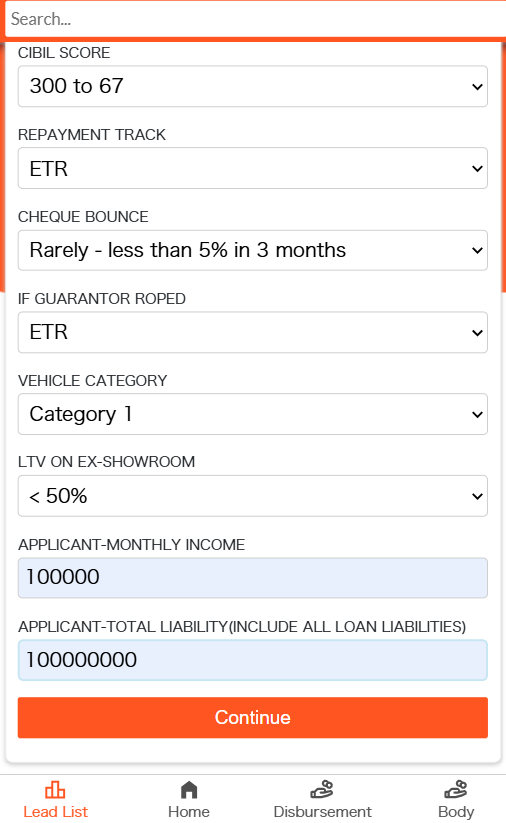 Search...
CIBIL SCORE
300 to 67
REPAYMENT TRACK
ETR
CHEQUE BOUNCE
Rarely - less than 5% in 3 months
IF GUARANTOR ROPED
ETR
VEHICLE CATEGORY
Category 1
LTV ON EX-SHOWROOM
< 50%
APPLICANT-MONTHLY INCOME
100000
APPLICANT-TOTAL LIABILITY(INCLUDE ALL LOAN LIABILITIES)
100000000
Continue
Lead List Home Disbursement Body